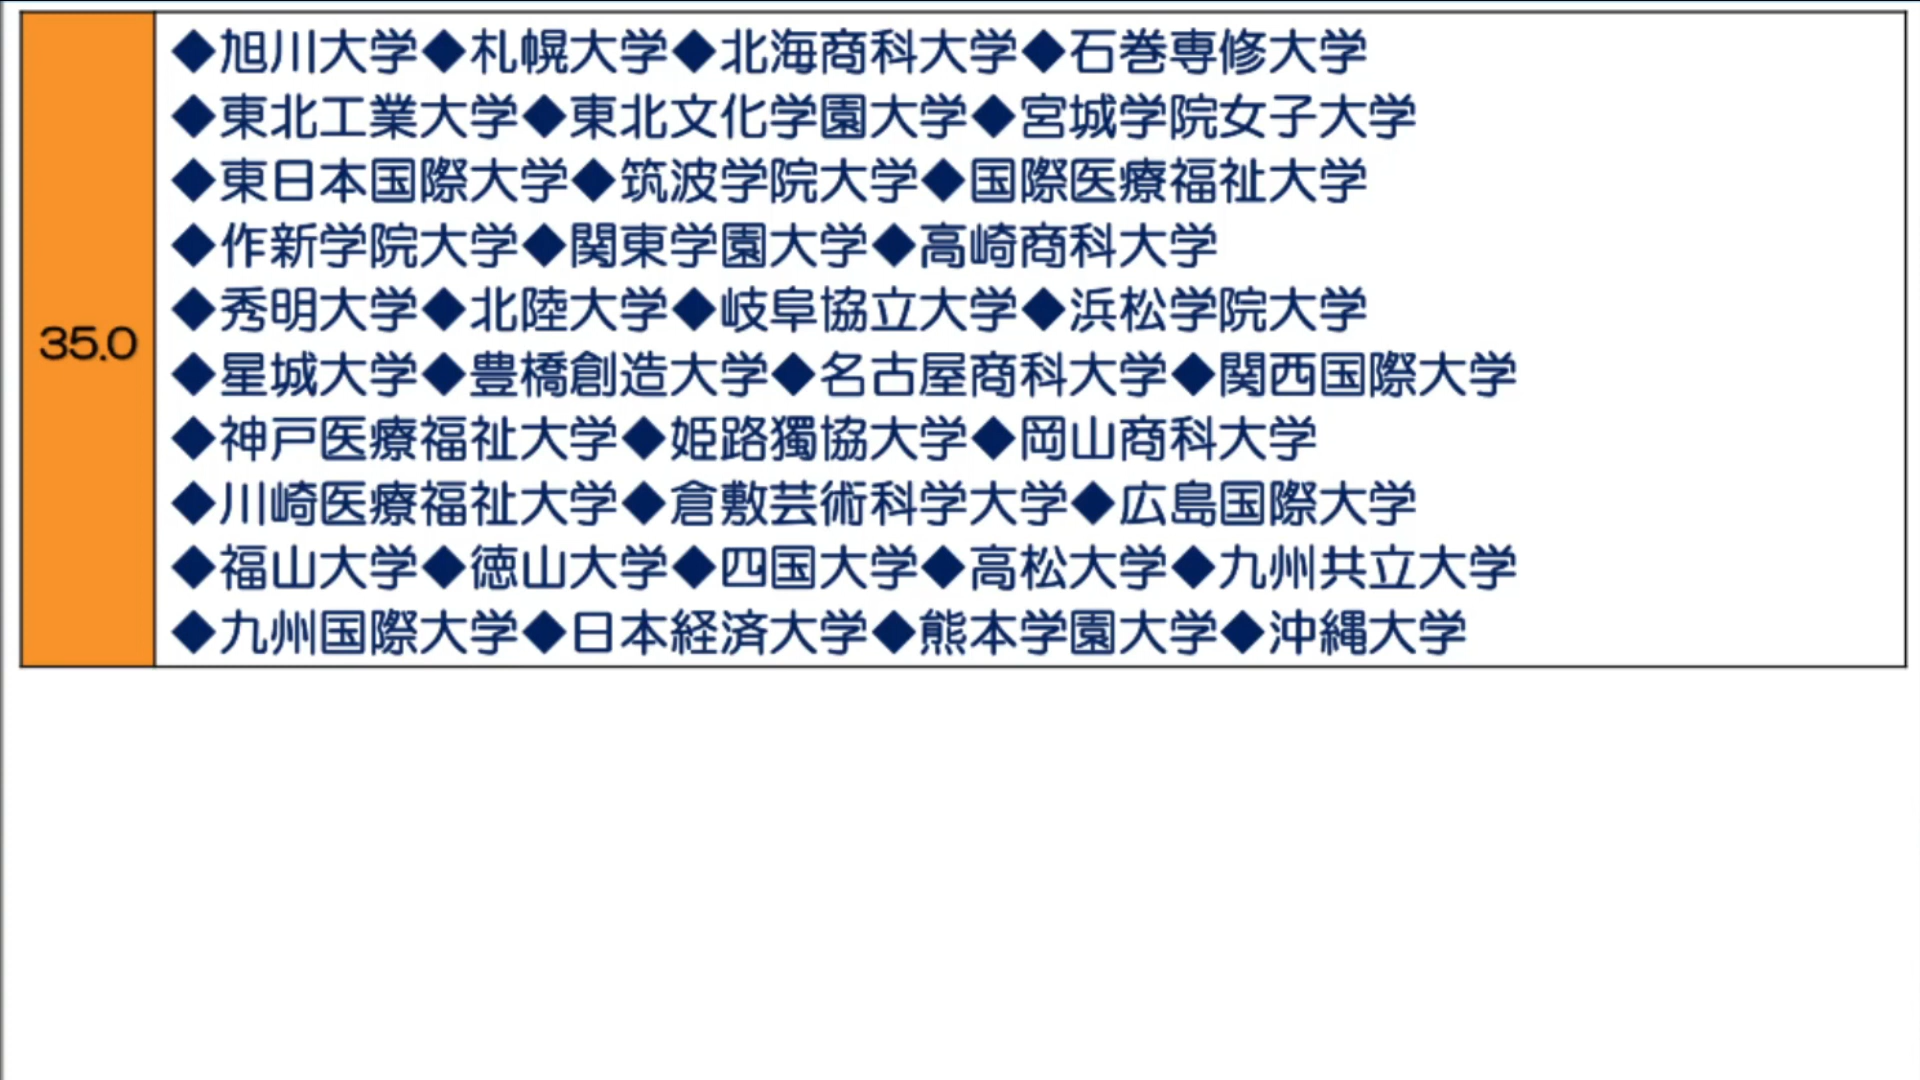 35.0
◆旭川大学◆札幌大学◆北海商科大学◆石巻専修大学
◆東北工業大学◆東北文化学園大学◆宮城学院女子大学
◆東日本国際大学◆筑波学院大学◆国際医療福祉大学
◆作新学院大学◆関東学園大学◆高崎商科大学
◆秀明大学◆北陸大学◆岐阜協立大学◆浜松学院大学
◆星城大学◆豊橋創造大学◆名古屋商科大学◆関西国際大学
◆神戸医療福祉大学◆姫路獨協大学◆岡山商科大学
◆川崎医療福祉大学◆倉敷芸術科学大学◆広島国際大学
◆福山大学◆徳山大学◆四国大学◆高松大学◆九州共立大学
◆九州国際大学◆日本経済大学◆熊本学園大学◆沖縄大学